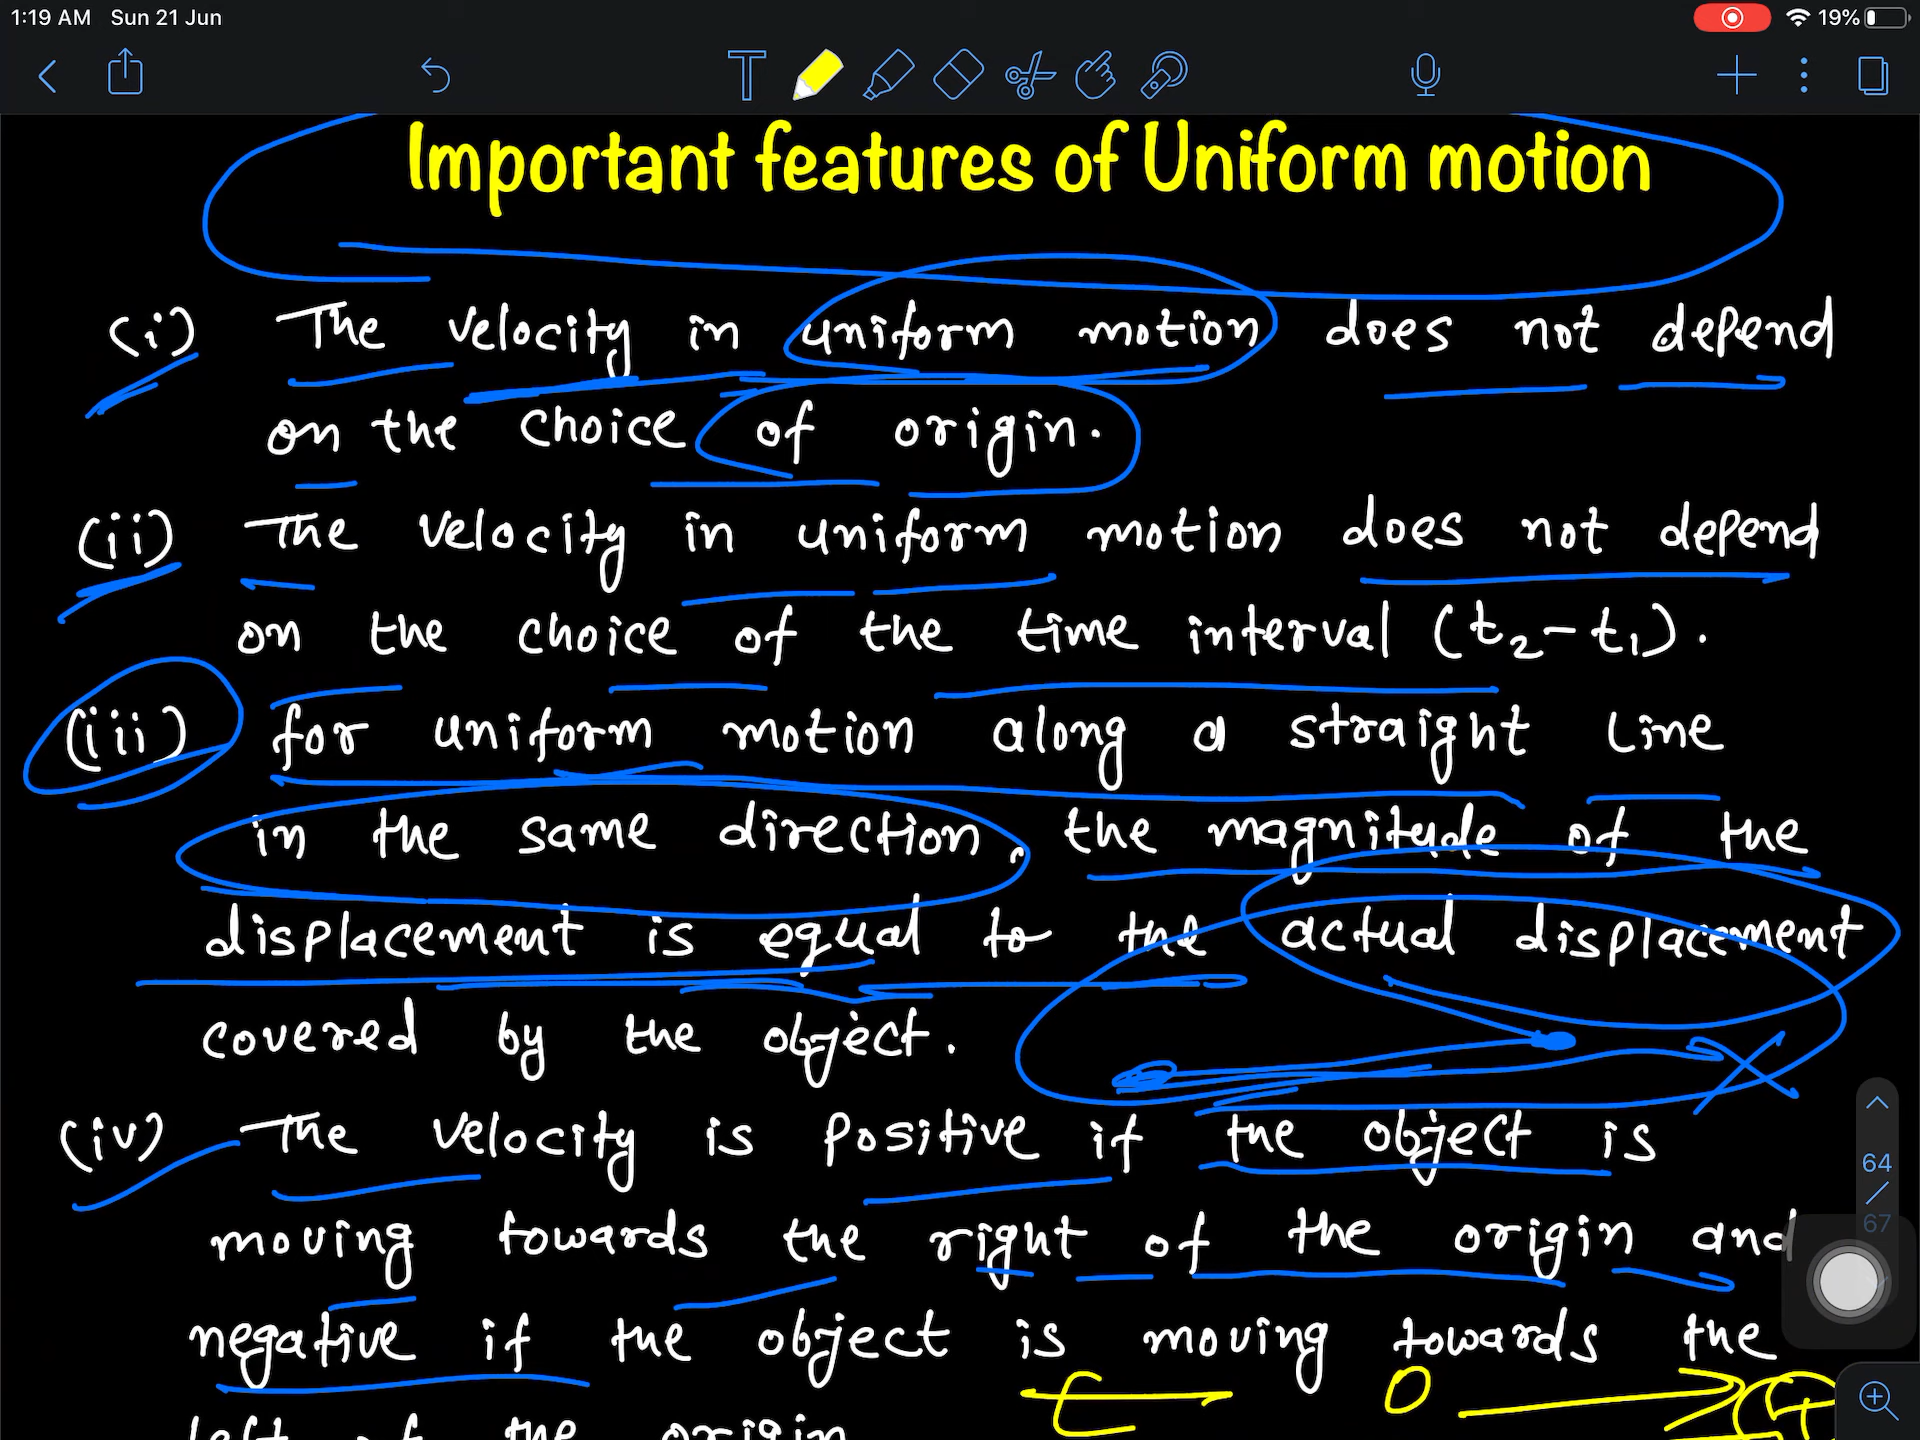 1:19 AM Sun 21 Jun 19%
T
Important features of Uniform motion
(i) The velocity in uniform motion does not depend
on the choice of origin.
(ii) The velocity in uniform motion does not depend
on the choice of the time interval (t₂-t₁).
(iii) for uniform motion along a straight line
in the same direction, the magnitude of the
displacement is equal to the actual displacement
covered by the object.
(iv) The velocity is positive if the object is
moving towards the right of the origin and
negative if the object is moving towards the
left of the origin
O +
64
/
67